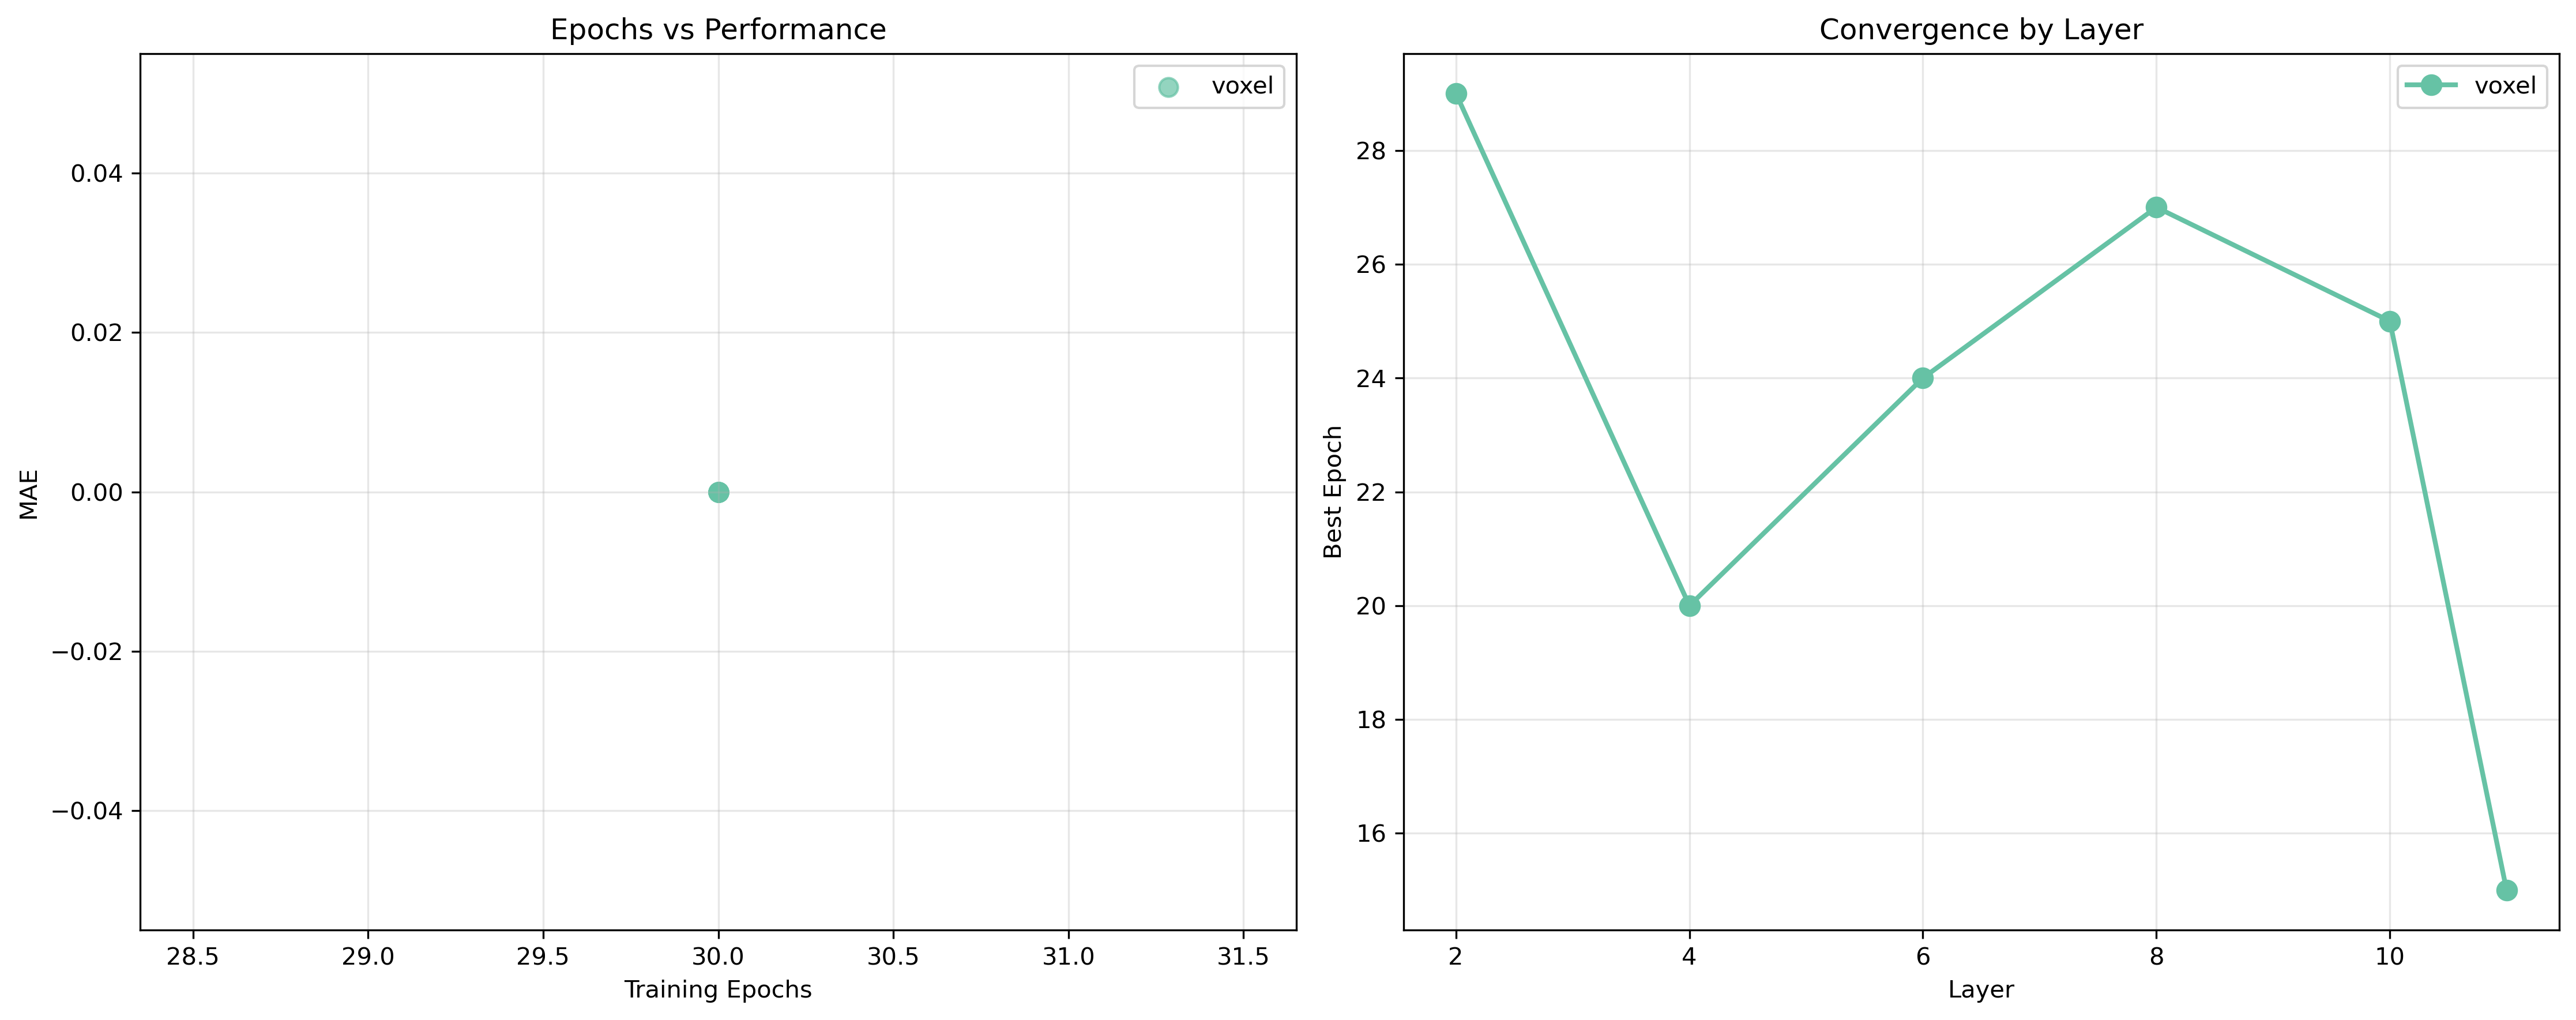 Epochs vs Performance
voxel
0.04
0.02
0.00
−0.02
−0.04
MAE
28.5 29.0 29.5 30.0 30.5 31.0 31.5
Training Epochs
Convergence by Layer
voxel
28
26
24
22
20
18
16
Best Epoch
2 4 6 8 10
Layer